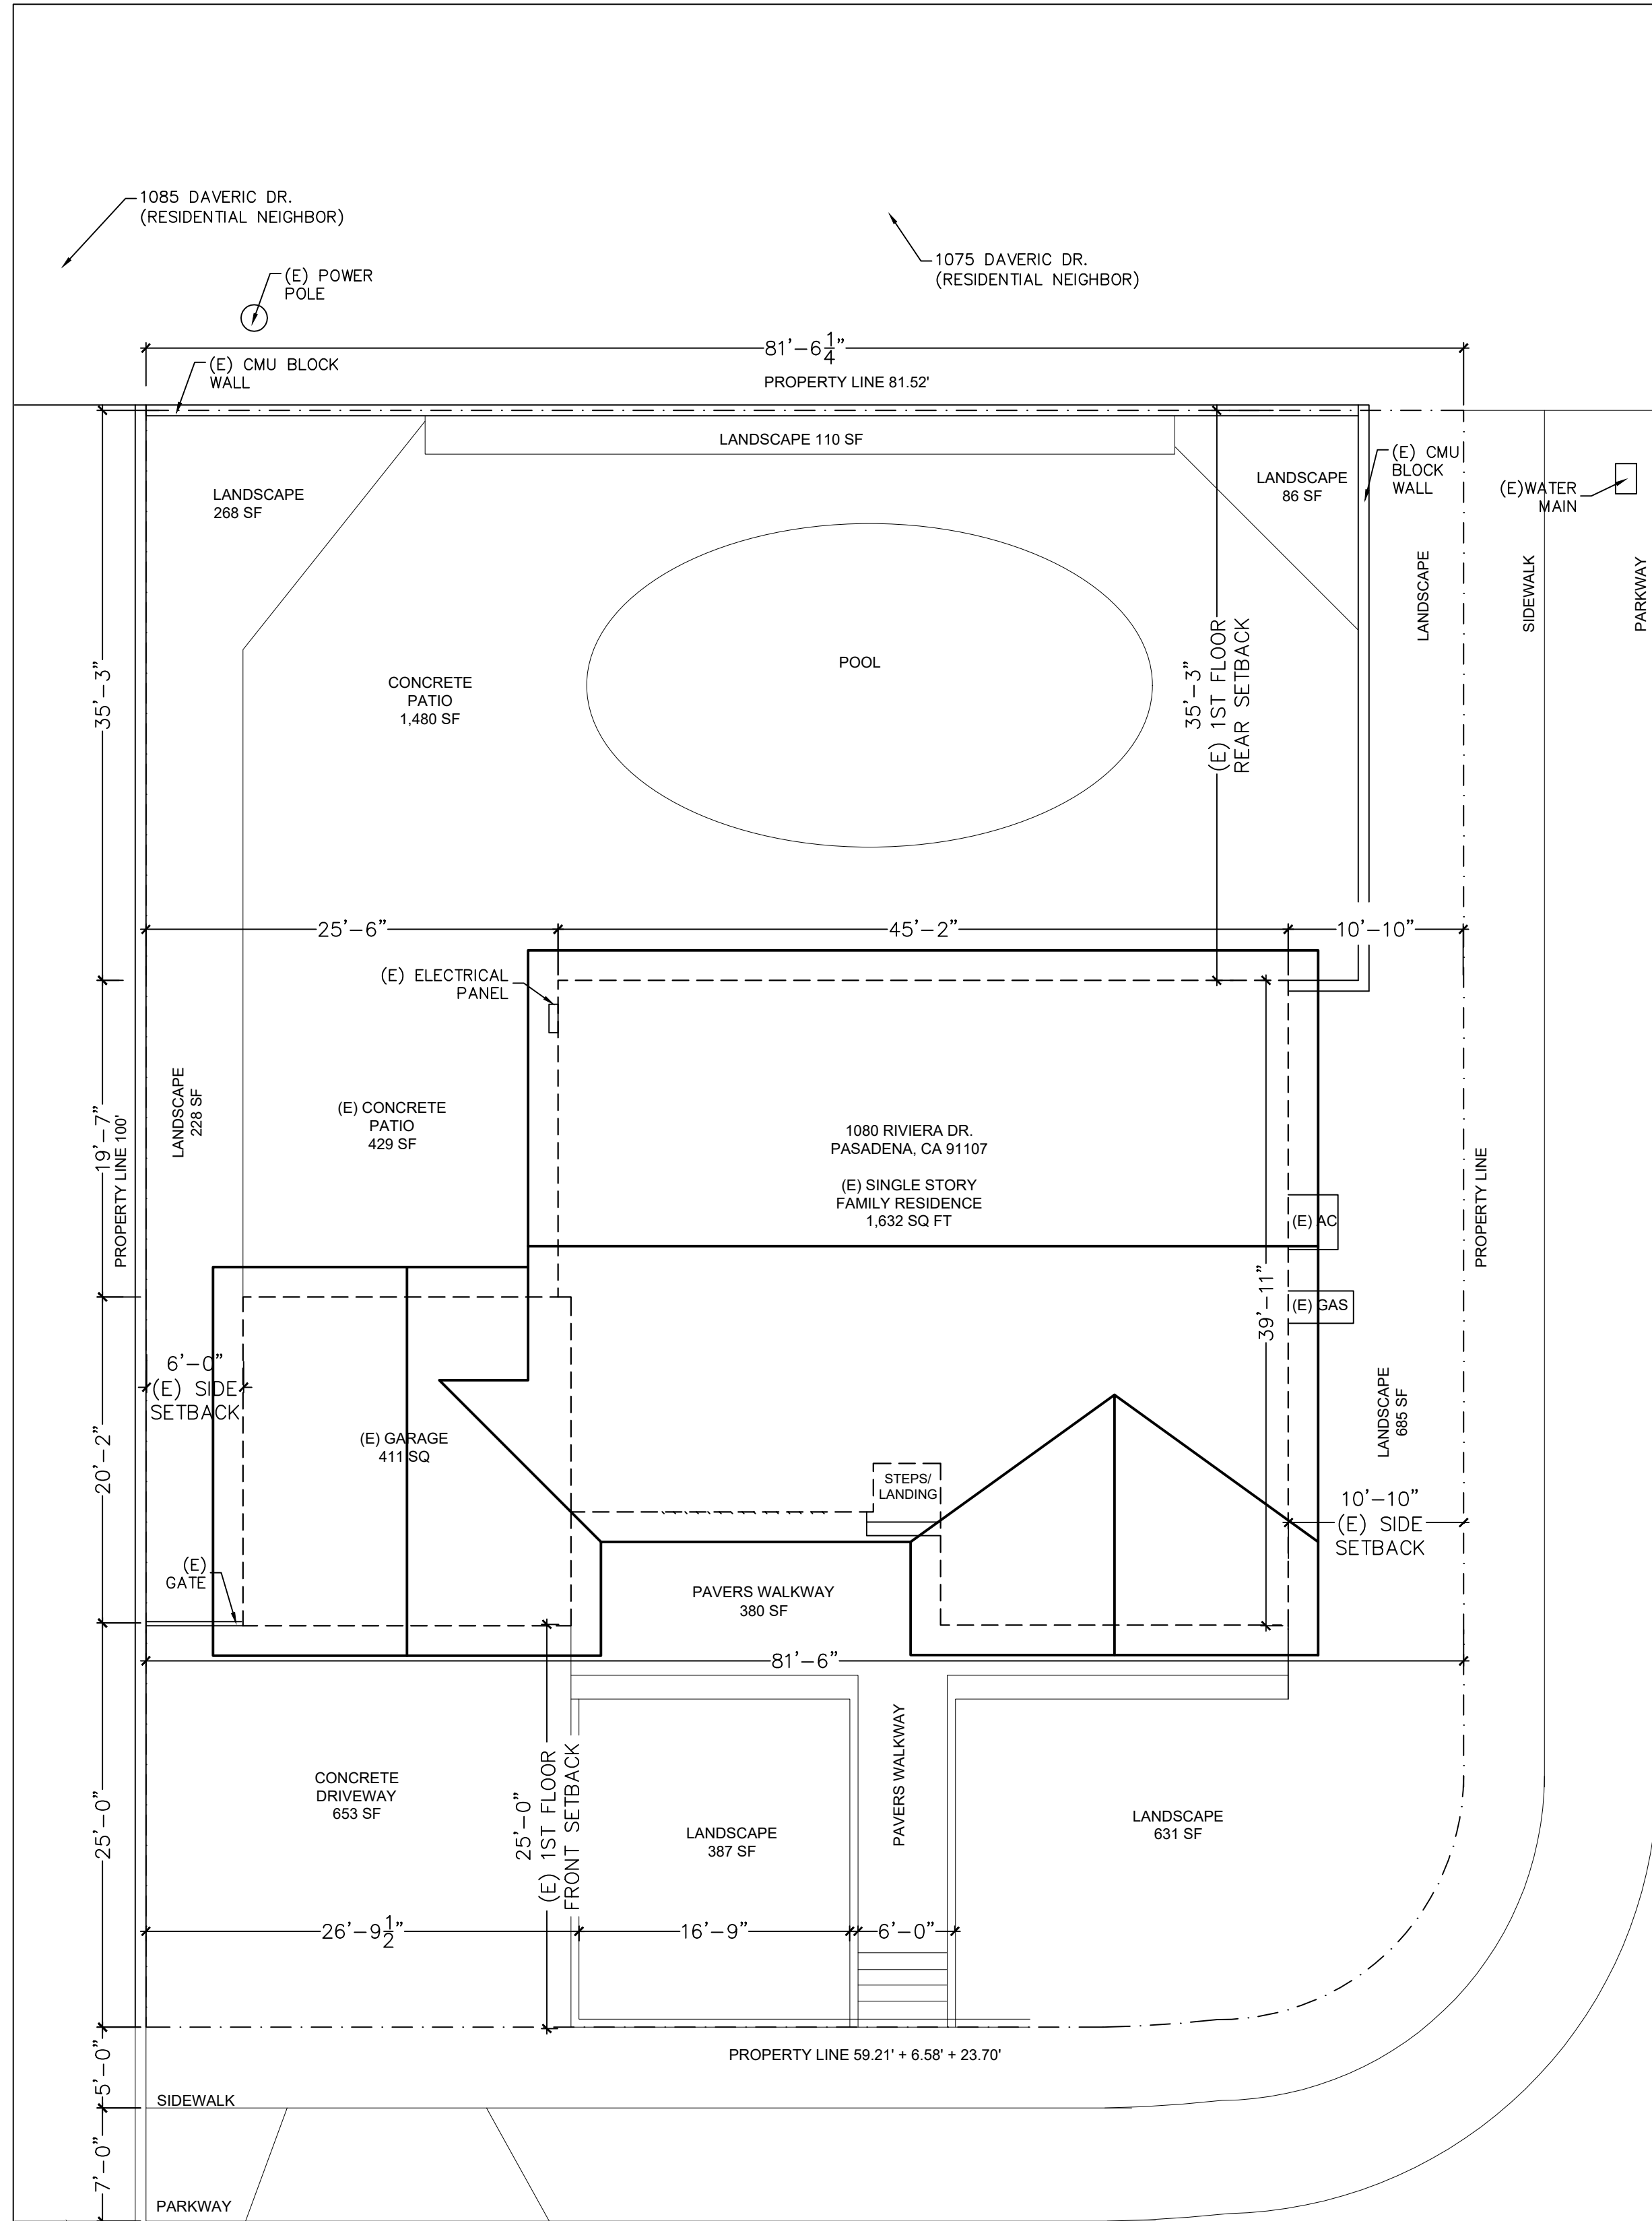 1085 DAVERIC DR.
(RESIDENTIAL NEIGHBOR)
1075 DAVERIC DR.
(RESIDENTIAL NEIGHBOR)
(E) POWER
POLE
81'-6 1/4"
(E) CMU BLOCK
WALL
PROPERTY LINE 81.52'
LANDSCAPE 110 SF
(E) CMU
BLOCK
WALL
LANDSCAPE
86 SF
(E)WATER
MAIN
LANDSCAPE
268 SF
LANDSCAPE
SIDEWALK
PARKWAY
35'-3"
CONCRETE
PATIO
1,480 SF
POOL
35'-3"
(E) 1ST FLOOR
REAR SETBACK
25'-6"
45'-2"
10'-10"
(E) ELECTRICAL
PANEL
19'-7"
PROPERTY LINE 100'
LANDSCAPE
228 SF
(E) CONCRETE
PATIO
429 SF
1080 RIVIERA DR.
PASADENA, CA 91107
(E) SINGLE STORY
FAMILY RESIDENCE
1,632 SQ FT
PROPERTY LINE
(E) AC
(E) GAS
39'-11"
6'-0"
(E) SIDE
SETBACK
LANDSCAPE
685 SF
20'-2"
(E) GARAGE
411 SQ
STEPS/
LANDING
10'-10"
(E) SIDE
SETBACK
(E)
GATE
PAVERS WALKWAY
380 SF
81'-6"
25'-0"
CONCRETE
DRIVEWAY
653 SF
25'-0"
(E) 1ST FLOOR
FRONT SETBACK
PAVERS WALKWAY
LANDSCAPE
387 SF
LANDSCAPE
631 SF
26'-9 1/2"
16'-9"
6'-0"
5'-0"
PROPERTY LINE 59.21' + 6.58' + 23.70'
SIDEWALK
7'-0"
PARKWAY